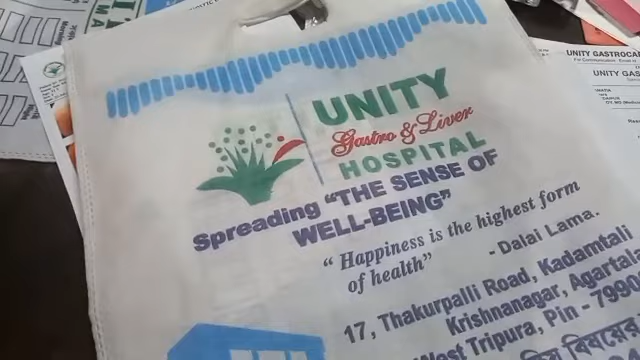 UNITY
Gastro & Liver
HOSPITAL
Spreading "THE SENSE OF
WELL-BEING"
" Happiness is the highest form
of health"
- Dalai Lama.
17, Thakurpalli Road, Kadamtali
Krishnanagar, Agartala
West Tripura, Pin - 7990
UNITY GASTROCA
UNITY GAS